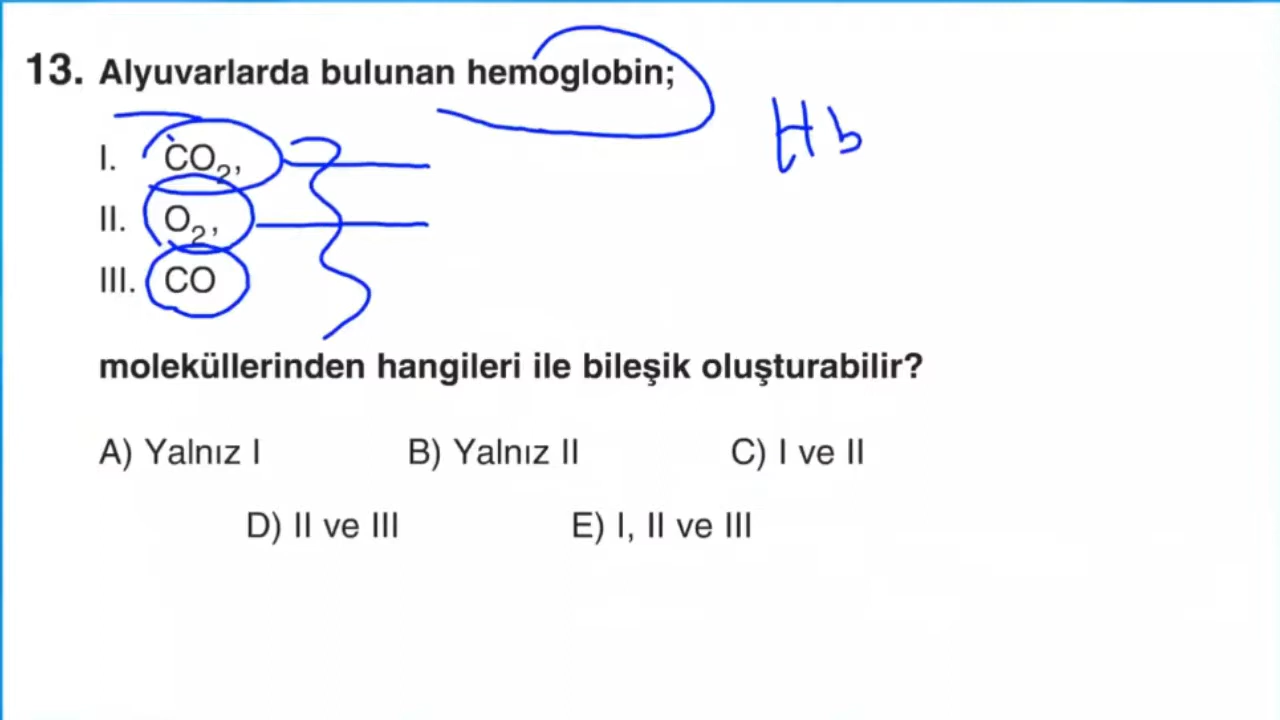 13. Alyuvarlarda bulunan hemoglobin;
Hb
I. CO₂,
II. O₂,
III. CO
moleküllerinden hangileri ile bileşik oluşturabilir?
A) Yalnız I B) Yalnız II C) I ve II
D) II ve III E) I, II ve III